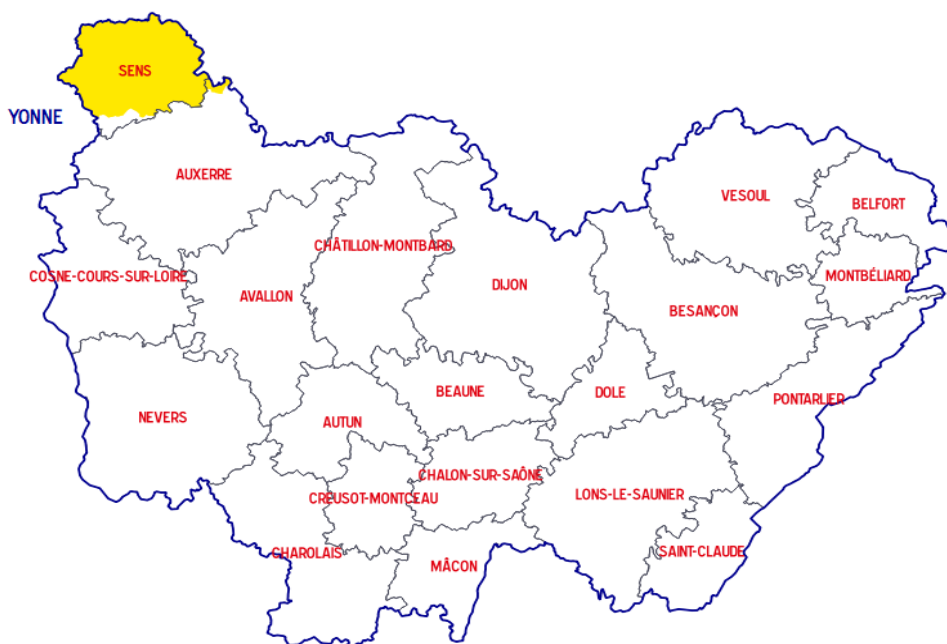 SENS
YONNE
AUXERRE
VESOUL
BELFORT
CHÂTILLON-MONTBARD
COSNE-COURS-SUR-LOIRE
MONTBÉLIARD
DIJON
AVALLON
BESANÇON
BEAUNE
DOLE
PONTARLIER
NEVERS
AUTUN
CHALON-SUR-SAÔNE
LONS-LE-SAUNIER
CREUSOT-MONTCEAU
CHAROLAIS
SAINT-CLAUDE
MÂCON